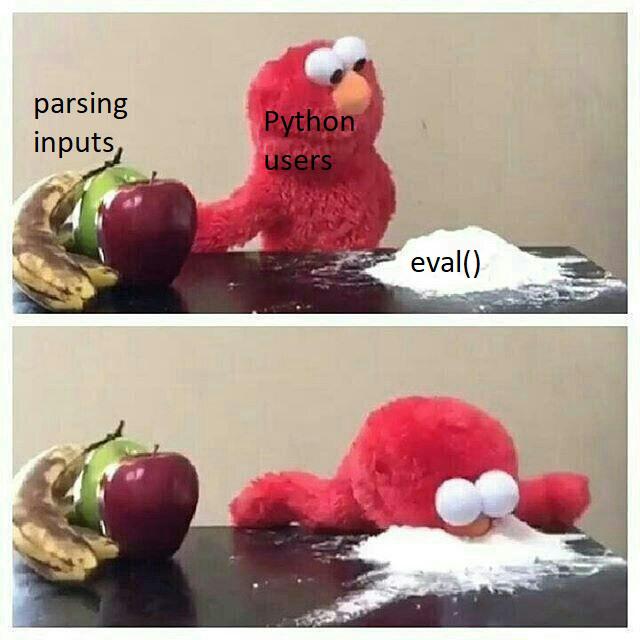 parsing
inputs
Python
users
eval()